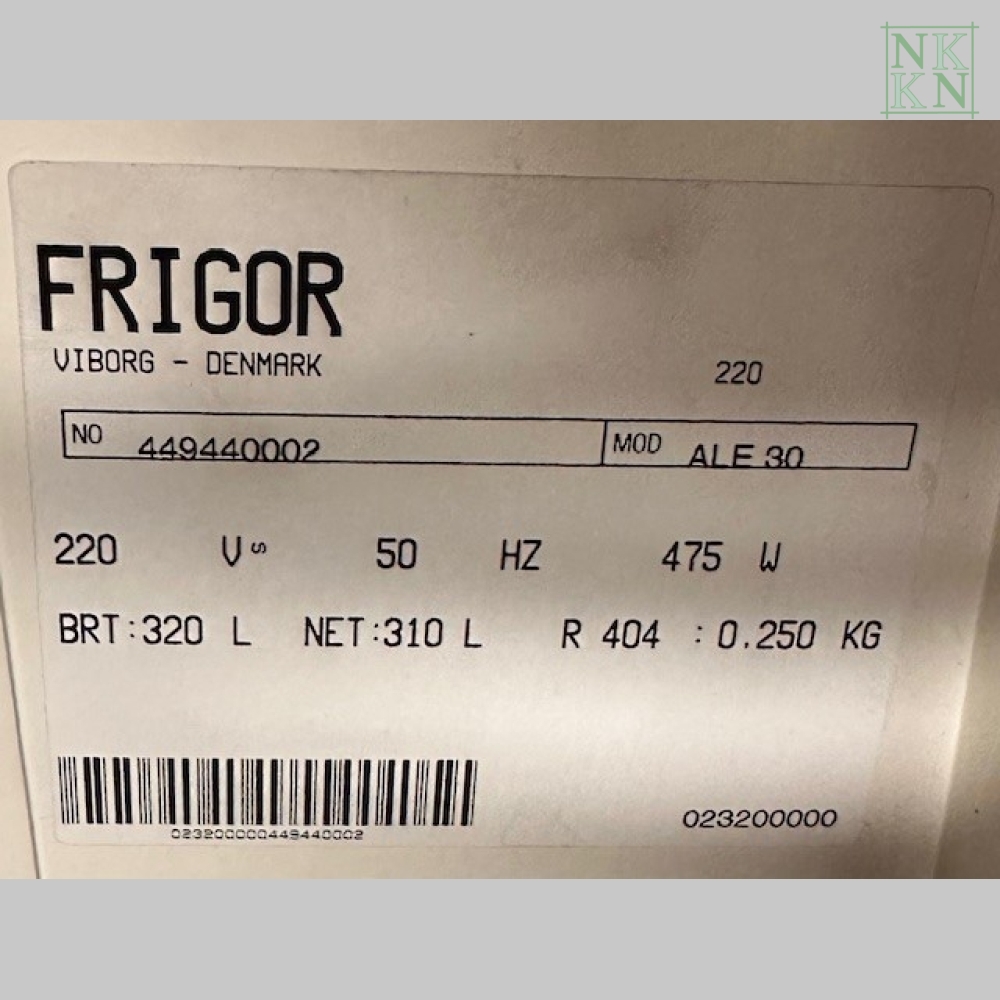 NK
KN
FRIGOR
VIBORG - DENMARK
220
NO 449440002 MOD ALE 30
220 V∽ 50 HZ 475 W
BRT:320 L NET:310 L R 404 : 0.250 KG
023200000449440002
023200000